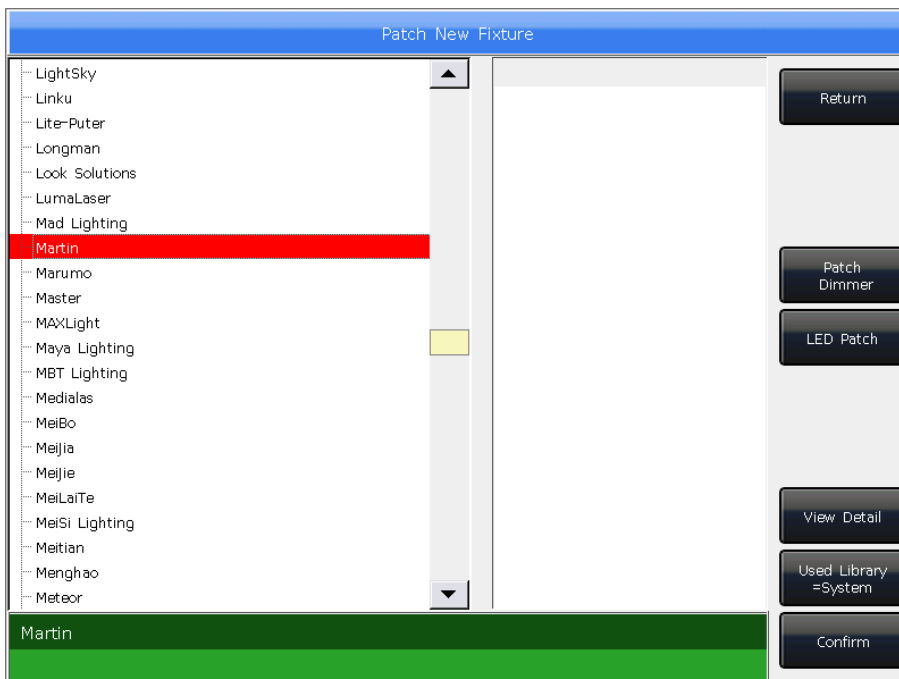 Patch New Fixture
LightSky
Linku
Lite-Puter
Longman
Look Solutions
LumaLaser
Mad Lighting
Martin
Marumo
Master
MAXLight
Maya Lighting
MBT Lighting
Medialas
MeiBo
MeiJia
MeiJie
MeiLaiTe
MeiSi Lighting
Meitian
Menghao
Meteor
Martin
Return
Patch
Dimmer
LED Patch
View Detail
Used Library
=System
Confirm